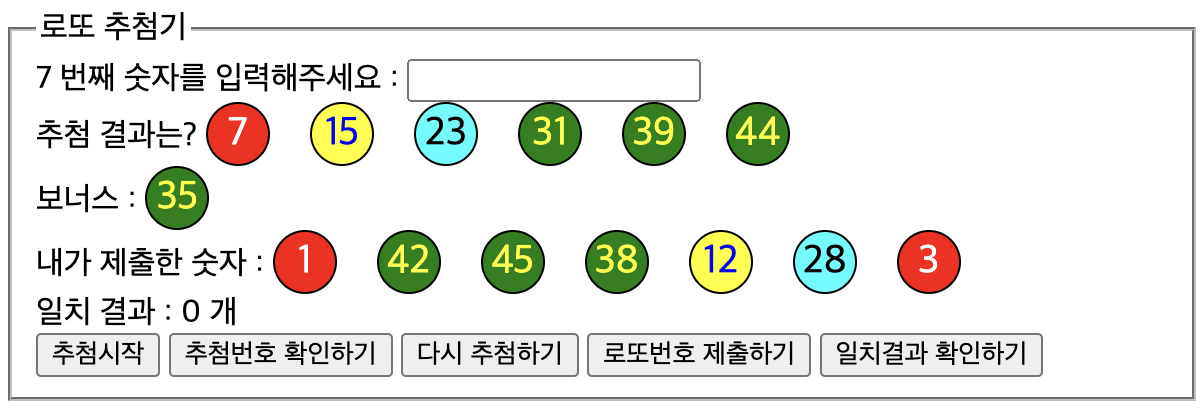 로또 추첨기
7 번째 숫자를 입력해주세요 :
추첨 결과는? 7 15 23 31 39 44
보너스 : 35
내가 제출한 숫자 : 1 42 45 38 12 28 3
일치 결과 : 0 개
추첨시작 추첨번호 확인하기 다시 추첨하기 로또번호 제출하기 일치결과 확인하기